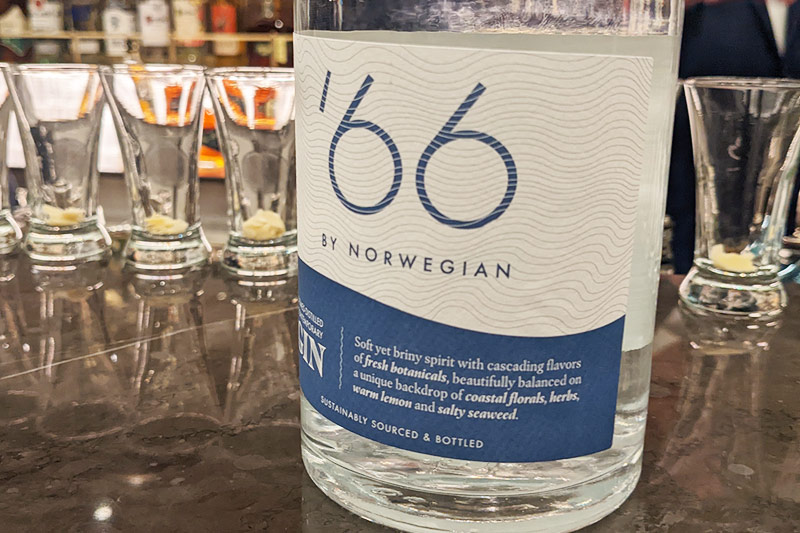 '66
BY NORWEGIAN
GIN
Soft yet briny spirit with cascading flavors
of fresh botanicals, beautifully balanced on
a unique backdrop of coastal florals, herbs,
warm lemon and salty seaweed.
SUSTAINABLY SOURCED & BOTTLED